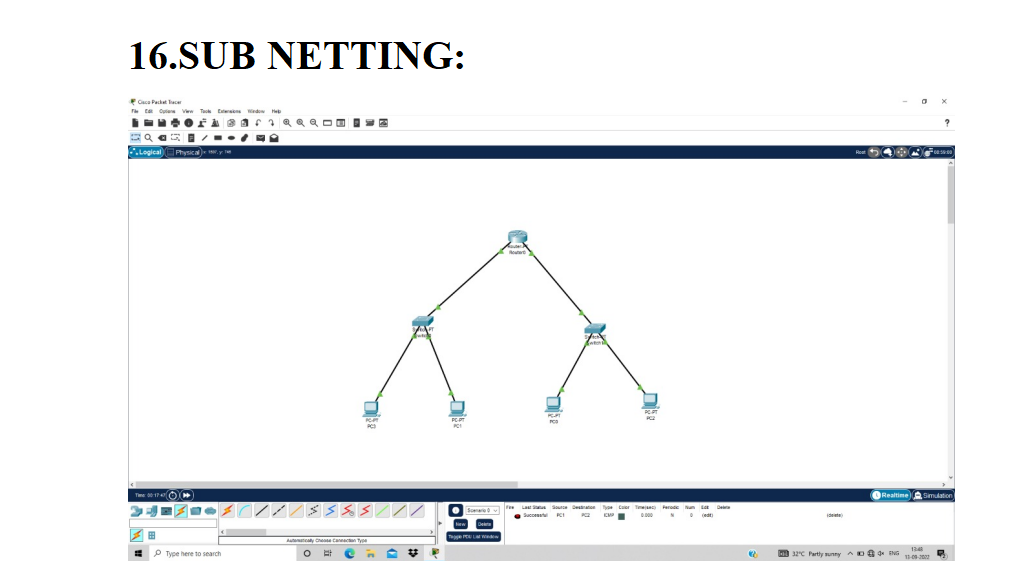 16.SUB NETTING:
Cisco Packet Tracer
File Edit Options View Tools Extensions Window Help
?
Logical Physical Root
Router-PT
Router0
Switch-PT
Switch-PT
PC-PT
PC3
PC-PT
PC1
PC-PT
PC0
PC-PT
PC2
Time: 00:17:47 Realtime Simulation
Scenario 0 Fire Last Status Source Destination Type Color Time(sec) Periodic Num Edit Delete
Successful PC1 PC2 ICMP 0.000 N 0 (edit) (delete)
New Delete
Toggle PDU List Window
Automatically Choose Connection Type
Type here to search 32°C Partly sunny ENG 13:48
13-09-2022